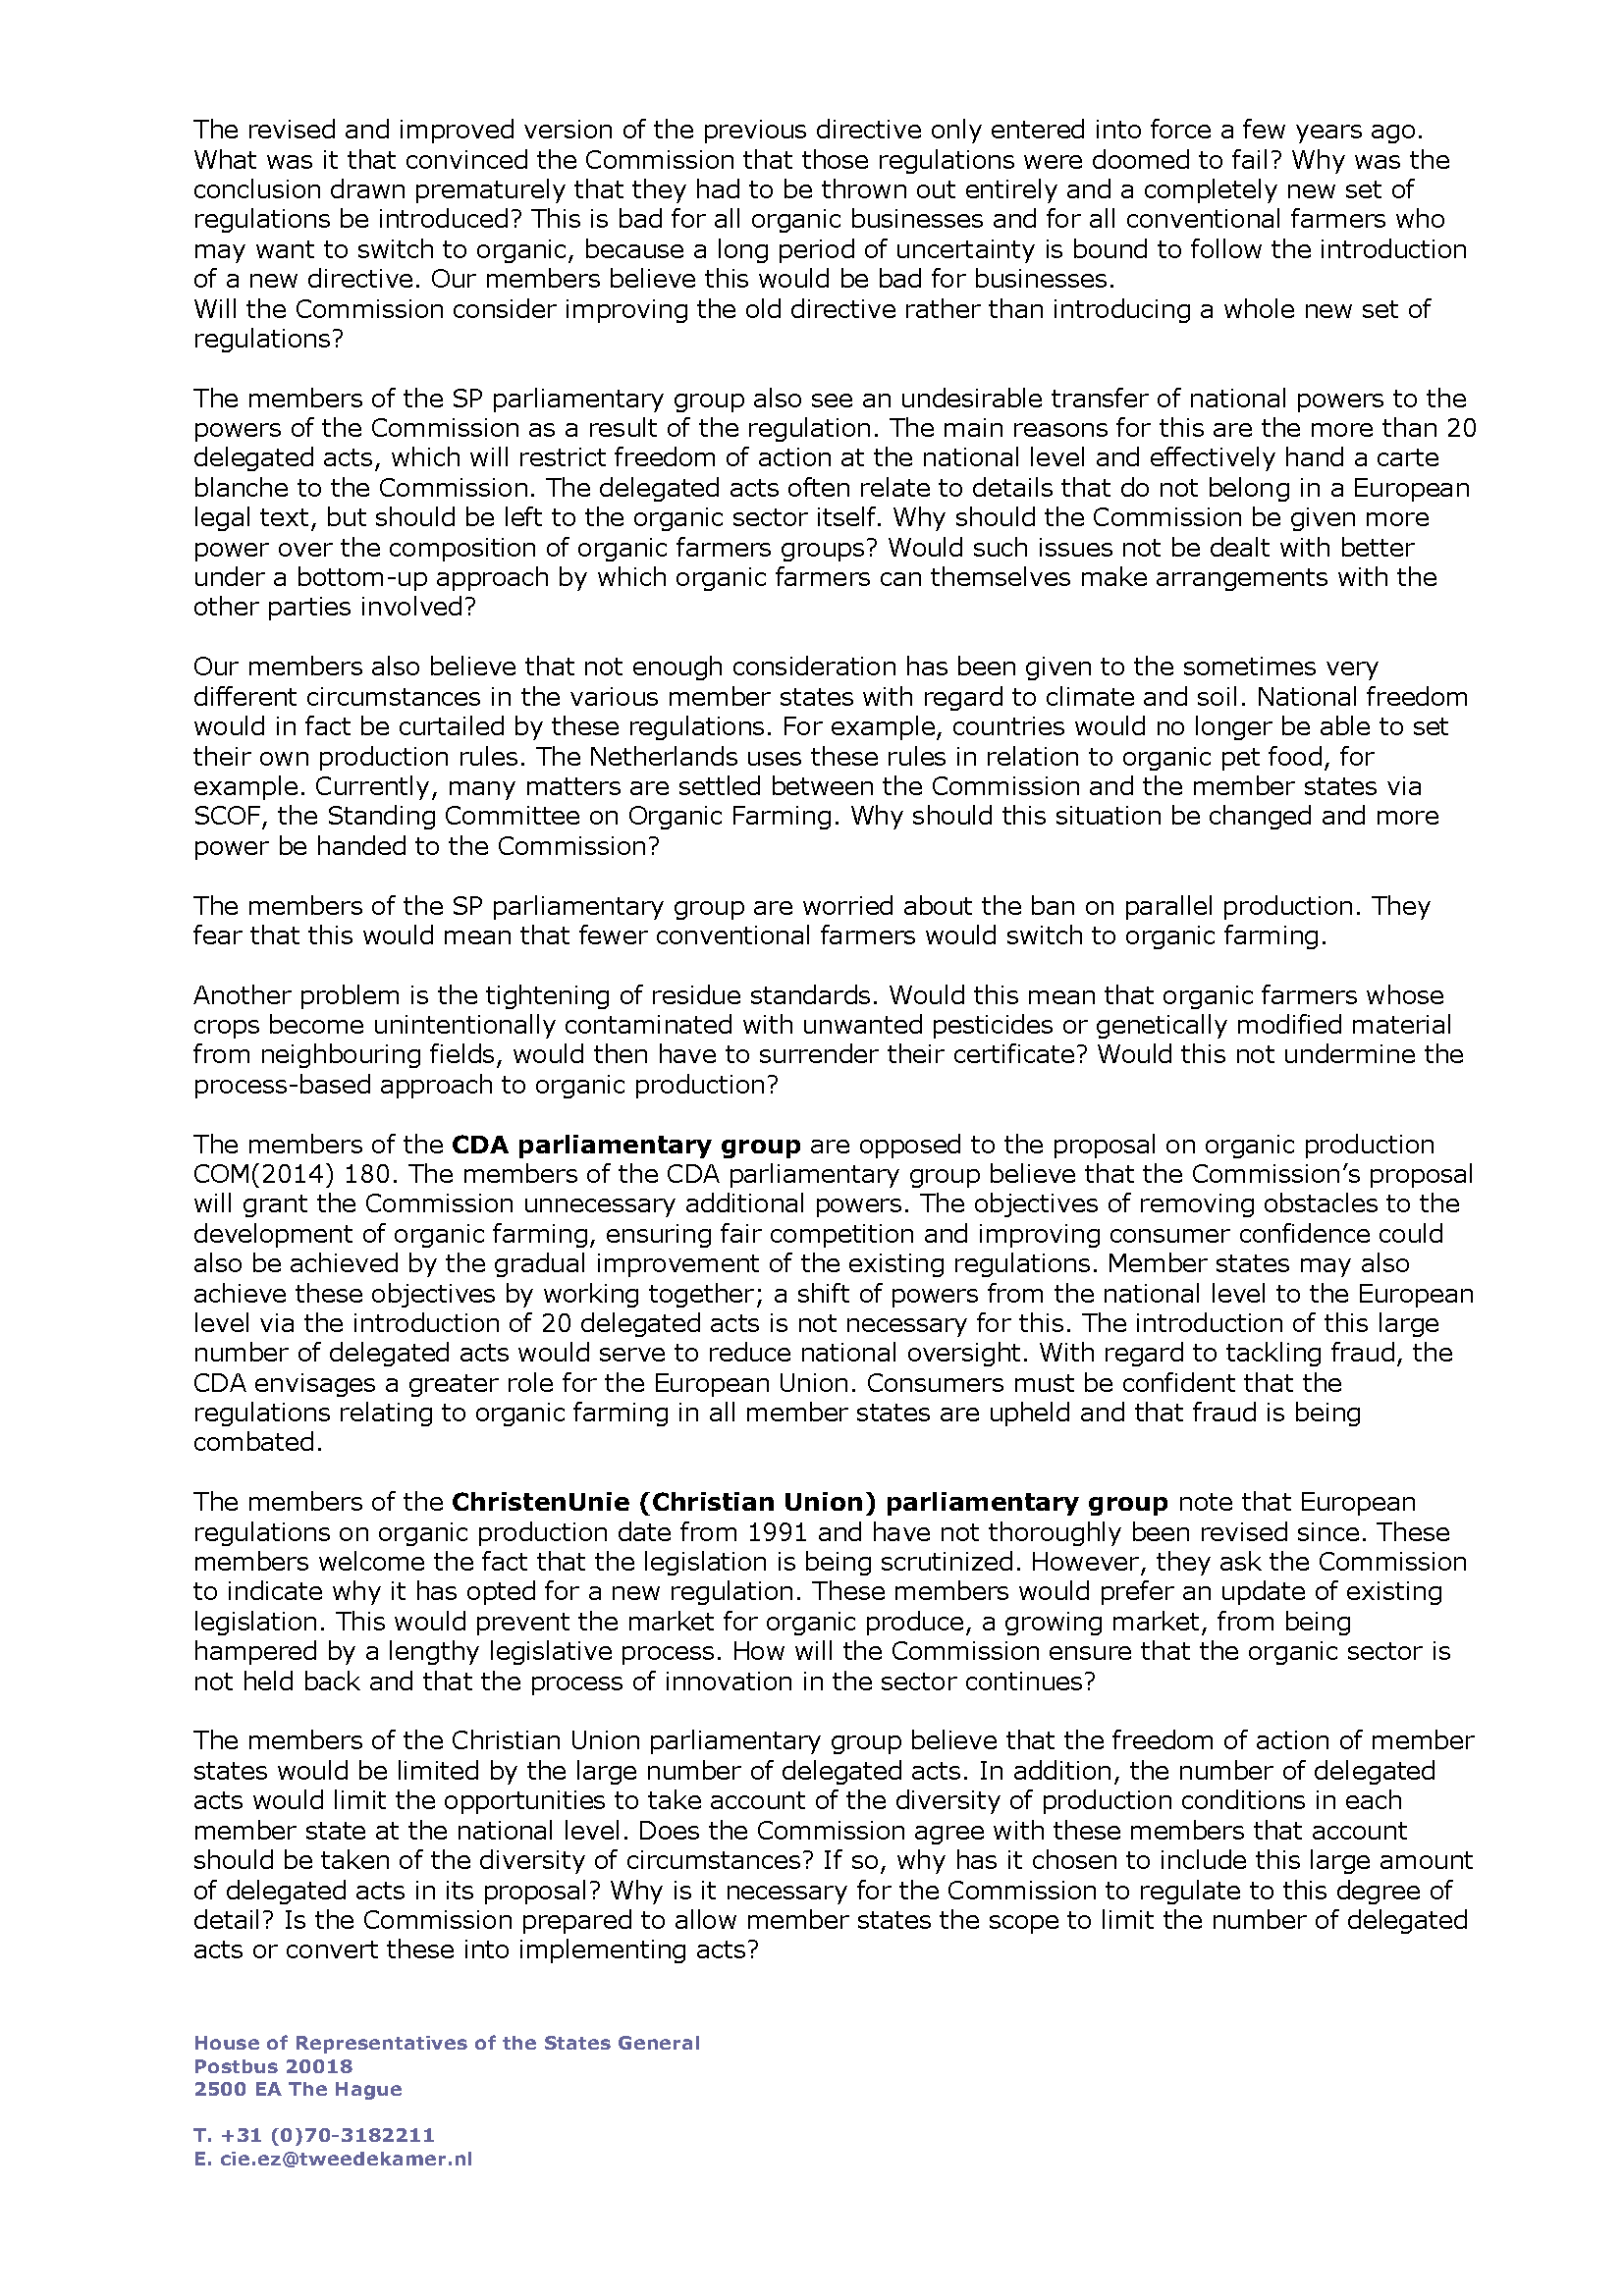 The revised and improved version of the previous directive only entered into force a few years ago.
What was it that convinced the Commission that those regulations were doomed to fail? Why was the
conclusion drawn prematurely that they had to be thrown out entirely and a completely new set of
regulations be introduced? This is bad for all organic businesses and for all conventional farmers who
may want to switch to organic, because a long period of uncertainty is bound to follow the introduction
of a new directive. Our members believe this would be bad for businesses.
Will the Commission consider improving the old directive rather than introducing a whole new set of
regulations?
The members of the SP parliamentary group also see an undesirable transfer of national powers to the
powers of the Commission as a result of the regulation. The main reasons for this are the more than 20
delegated acts, which will restrict freedom of action at the national level and effectively hand a carte
blanche to the Commission. The delegated acts often relate to details that do not belong in a European
legal text, but should be left to the organic sector itself. Why should the Commission be given more
power over the composition of organic farmers groups? Would such issues not be dealt with better
under a bottom-up approach by which organic farmers can themselves make arrangements with the
other parties involved?
Our members also believe that not enough consideration has been given to the sometimes very
different circumstances in the various member states with regard to climate and soil. National freedom
would in fact be curtailed by these regulations. For example, countries would no longer be able to set
their own production rules. The Netherlands uses these rules in relation to organic pet food, for
example. Currently, many matters are settled between the Commission and the member states via
SCOF, the Standing Committee on Organic Farming. Why should this situation be changed and more
power be handed to the Commission?
The members of the SP parliamentary group are worried about the ban on parallel production. They
fear that this would mean that fewer conventional farmers would switch to organic farming.
Another problem is the tightening of residue standards. Would this mean that organic farmers whose
crops become unintentionally contaminated with unwanted pesticides or genetically modified material
from neighbouring fields, would then have to surrender their certificate? Would this not undermine the
process-based approach to organic production?
The members of the CDA parliamentary group are opposed to the proposal on organic production
COM(2014) 180. The members of the CDA parliamentary group believe that the Commission’s proposal
will grant the Commission unnecessary additional powers. The objectives of removing obstacles to the
development of organic farming, ensuring fair competition and improving consumer confidence could
also be achieved by the gradual improvement of the existing regulations. Member states may also
achieve these objectives by working together; a shift of powers from the national level to the European
level via the introduction of 20 delegated acts is not necessary for this. The introduction of this large
number of delegated acts would serve to reduce national oversight. With regard to tackling fraud, the
CDA envisages a greater role for the European Union. Consumers must be confident that the
regulations relating to organic farming in all member states are upheld and that fraud is being
combated.
The members of the ChristenUnie (Christian Union) parliamentary group note that European
regulations on organic production date from 1991 and have not thoroughly been revised since. These
members welcome the fact that the legislation is being scrutinized. However, they ask the Commission
to indicate why it has opted for a new regulation. These members would prefer an update of existing
legislation. This would prevent the market for organic produce, a growing market, from being
hampered by a lengthy legislative process. How will the Commission ensure that the organic sector is
not held back and that the process of innovation in the sector continues?
The members of the Christian Union parliamentary group believe that the freedom of action of member
states would be limited by the large number of delegated acts. In addition, the number of delegated
acts would limit the opportunities to take account of the diversity of production conditions in each
member state at the national level. Does the Commission agree with these members that account
should be taken of the diversity of circumstances? If so, why has it chosen to include this large amount
of delegated acts in its proposal? Why is it necessary for the Commission to regulate to this degree of
detail? Is the Commission prepared to allow member states the scope to limit the number of delegated
acts or convert these into implementing acts?
House of Representatives of the States General
Postbus 20018
2500 EA The Hague
T. +31 (0)70-3182211
E. cie.ez@tweedekamer.nl